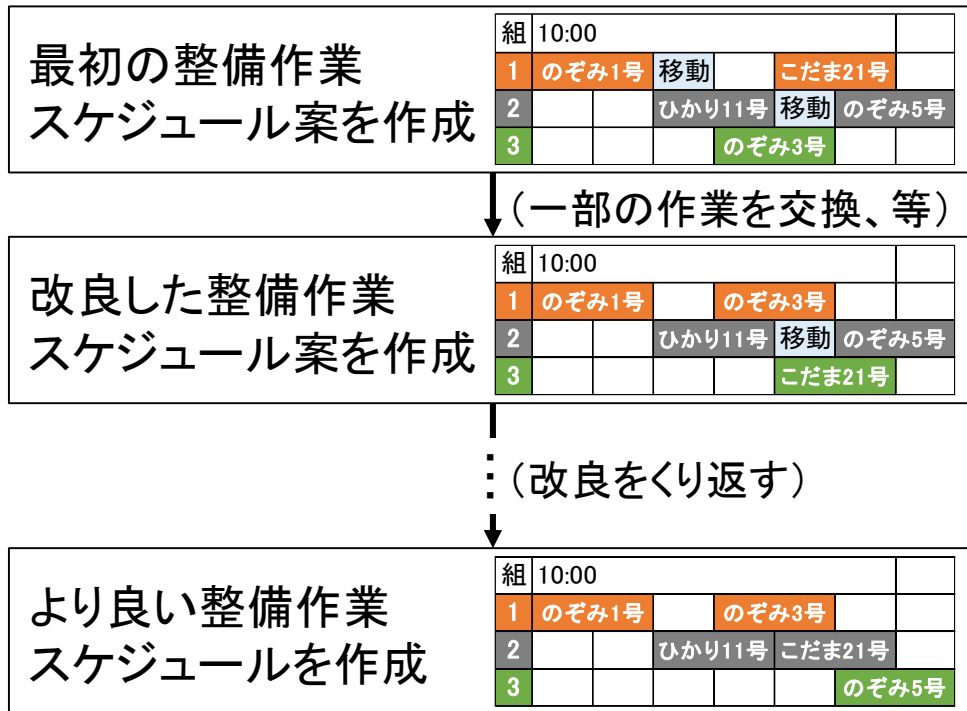 最初の整備作業
スケジュール案を作成
組 10:00
1 のぞみ1号 移動 こだま21号
2 ひかり11号 移動 のぞみ5号
3 のぞみ3号
(一部の作業を交換、等)
改良した整備作業
スケジュール案を作成
組 10:00
1 のぞみ1号 のぞみ3号
2 ひかり11号 移動 のぞみ5号
3 こだま21号
(改良をくり返す)
より良い整備作業
スケジュールを作成
組 10:00
1 のぞみ1号 のぞみ3号
2 ひかり11号 こだま21号
3 のぞみ5号